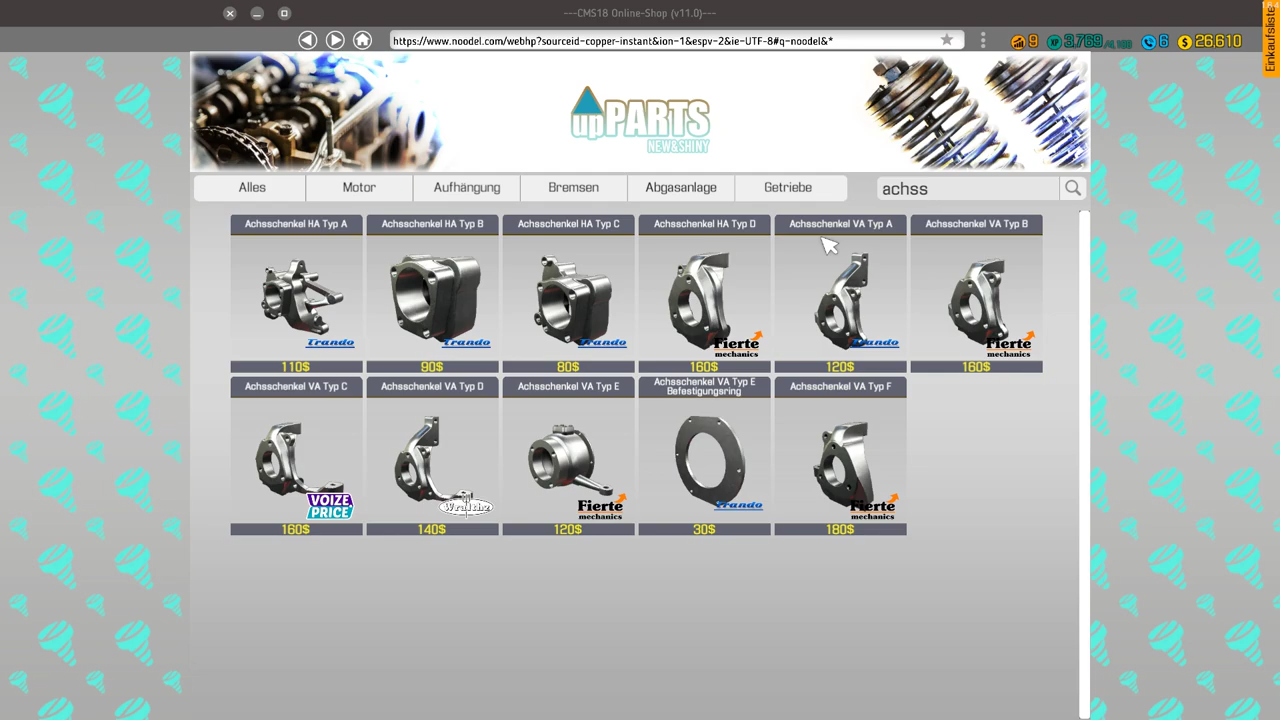 ---CMS18 Online-Shop (v11.0)---
https://www.noodel.com/webhp?sourceid-copper-instant&ion-1&espv-2&ie-UTF-8#q-noodel&*
9
3,769
6
$ 26,610
Einkaufsliste
upPARTS
NEW&SHINY
Alles
Motor
Aufhängung
Bremsen
Abgasanlage
Getriebe
achss
Achsschenkel HA Typ A
Achsschenkel HA Typ B
Achsschenkel HA Typ C
Achsschenkel HA Typ D
Achsschenkel VA Typ A
Achsschenkel VA Typ B
Trando
Trando
Trando
Fierte
mechanics
Trando
Fierte
mechanics
110$
90$
80$
160$
120$
160$
Achsschenkel VA Typ C
Achsschenkel VA Typ D
Achsschenkel VA Typ E
Achsschenkel VA Typ E
Befestigungsring
Achsschenkel VA Typ F
VOIZE
PRICE
Fierte
mechanics
Trando
Fierte
mechanics
160$
140$
120$
30$
180$